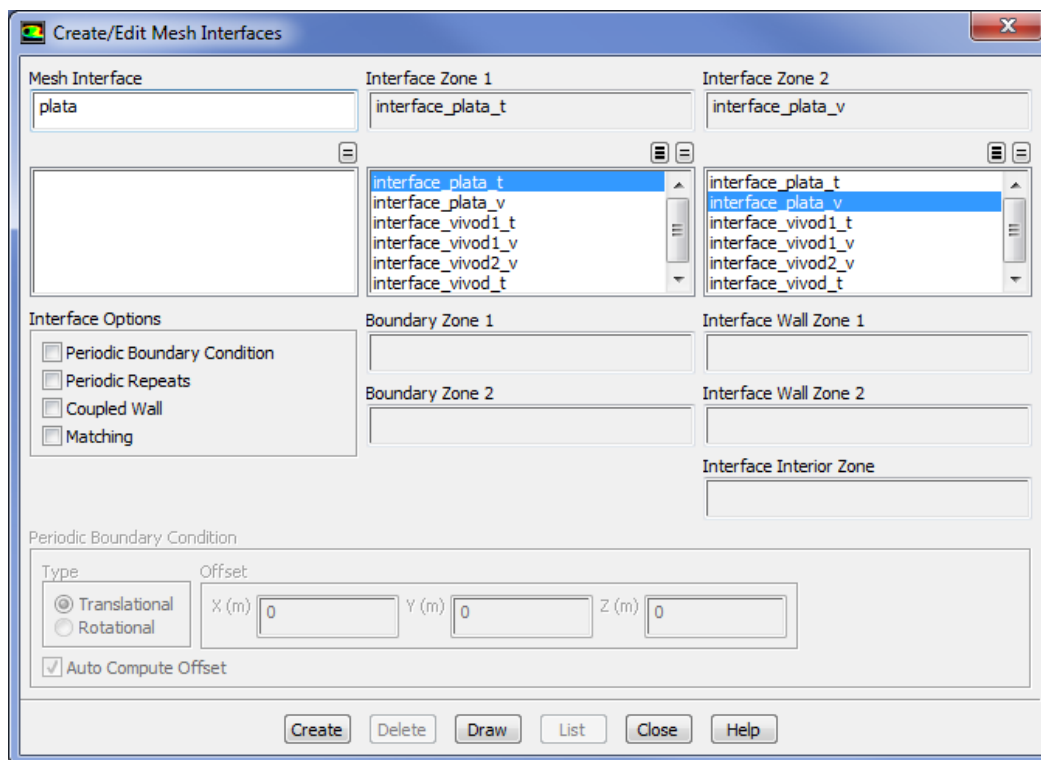 Create/Edit Mesh Interfaces
Mesh Interface
plata
Interface Zone 1
interface_plata_t
Interface Zone 2
interface_plata_v
interface_plata_t
interface_plata_v
interface_vivod1_t
interface_vivod1_v
interface_vivod2_v
interface_vivod_t
interface_plata_t
interface_plata_v
interface_vivod1_t
interface_vivod1_v
interface_vivod2_v
interface_vivod_t
Interface Options
Periodic Boundary Condition
Periodic Repeats
Coupled Wall
Matching
Boundary Zone 1
Boundary Zone 2
Interface Wall Zone 1
Interface Wall Zone 2
Interface Interior Zone
Periodic Boundary Condition
Type
Translational
Rotational
Offset
X (m) 0 Y (m) 0 Z (m) 0
Auto Compute Offset
Create Delete Draw List Close Help